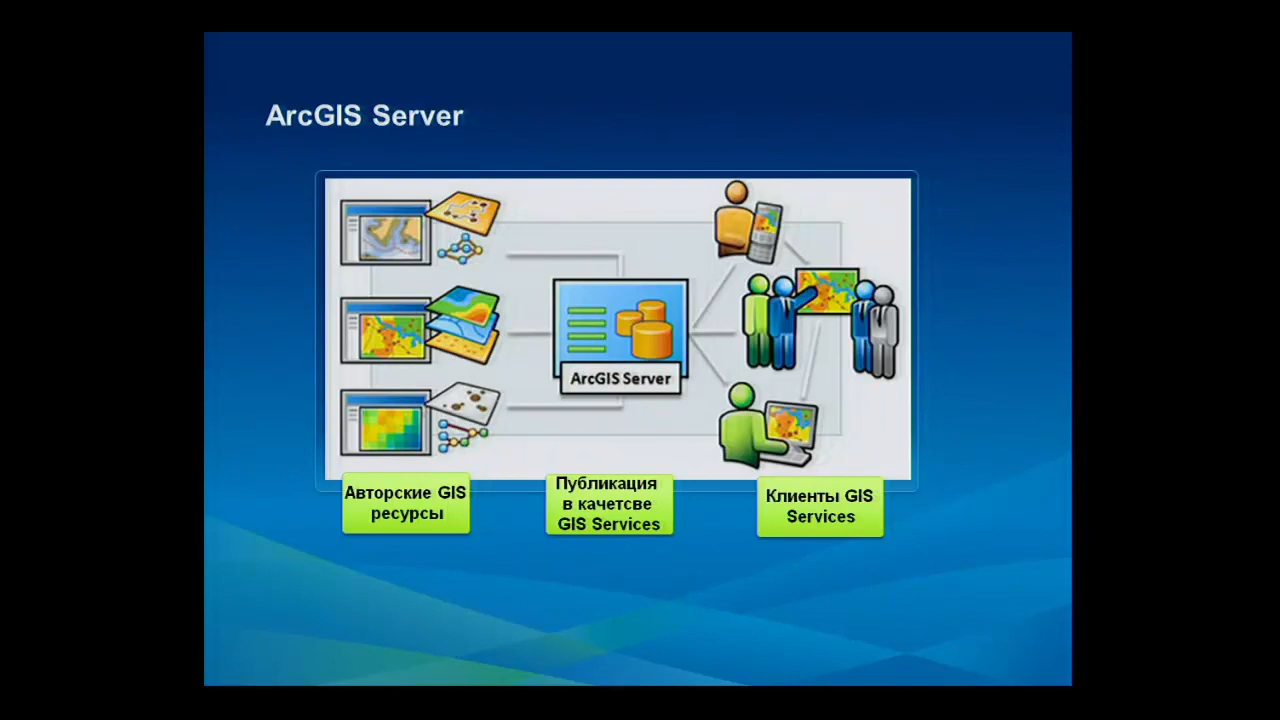 ArcGIS Server
ArcGIS Server
Авторские GIS
ресурсы
Публикация
в качетсве
GIS Services
Клиенты GIS
Services